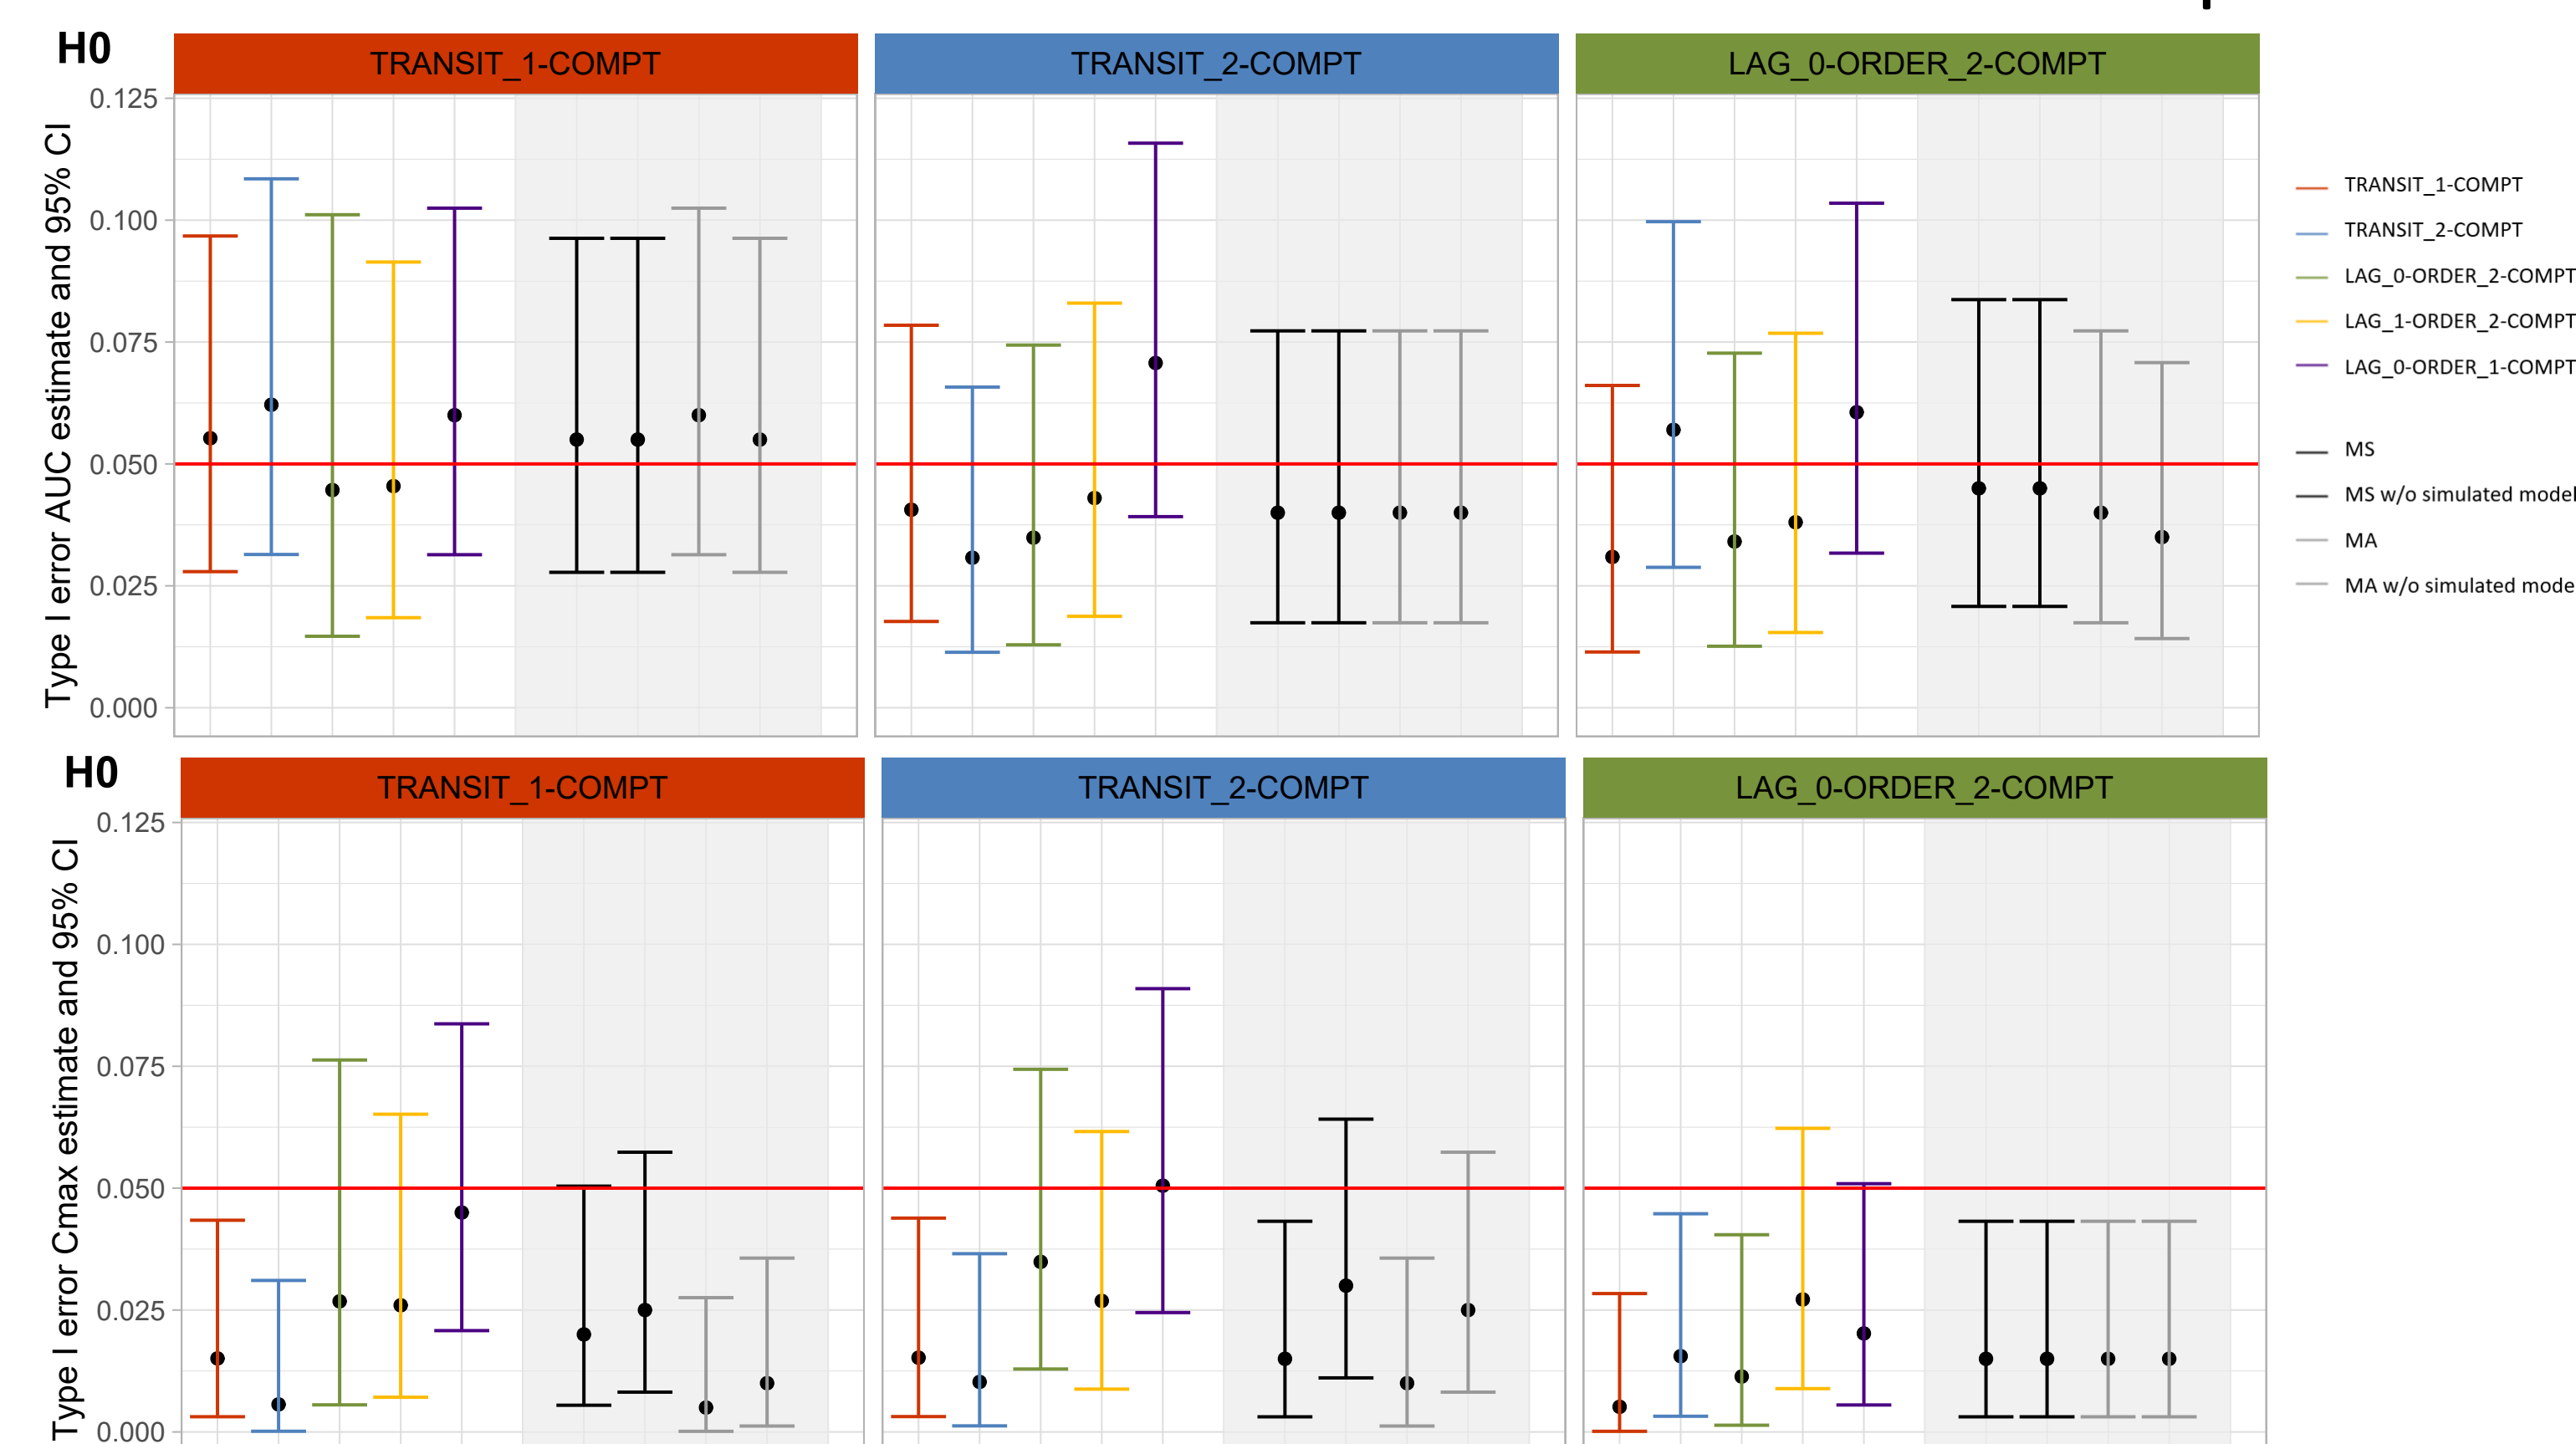 H0
TRANSIT_1-COMPT
TRANSIT_2-COMPT
LAG_0-ORDER_2-COMPT
Type I error AUC estimate and 95% CI
0.125
0.100
0.075
0.050
0.025
0.000
TRANSIT_1-COMPT
TRANSIT_2-COMPT
LAG_0-ORDER_2-COMPT
LAG_1-ORDER_2-COMPT
LAG_0-ORDER_1-COMPT
MS
MS w/o simulated model
MA
MA w/o simulated mode
H0
TRANSIT_1-COMPT
TRANSIT_2-COMPT
LAG_0-ORDER_2-COMPT
Type I error Cmax estimate and 95% CI
0.125
0.100
0.075
0.050
0.025
0.000